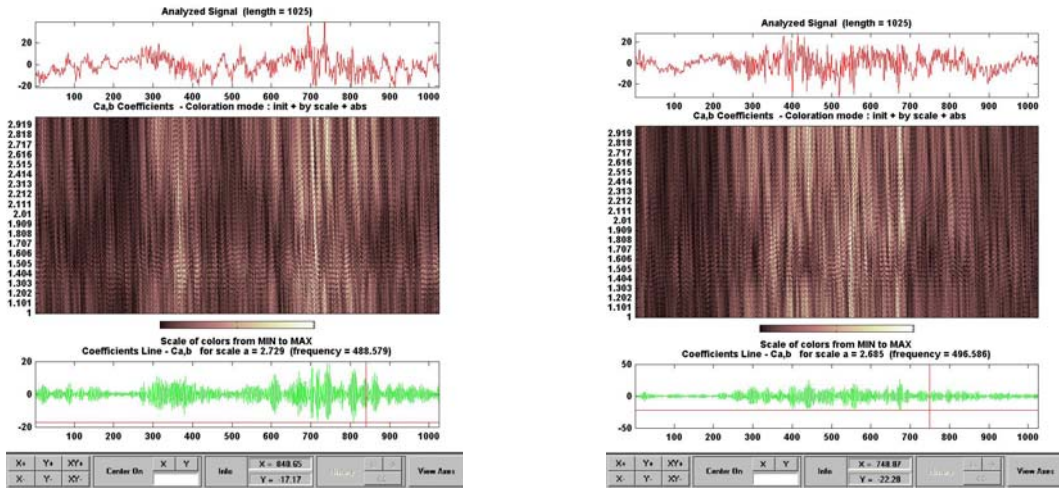 Analyzed Signal (length = 1025)
20
0
-20
100 200 300 400 500 600 700 800 900 1000
Ca,b Coefficients - Coloration mode : init + by scale + abs
2.919
2.818
2.717
2.616
2.515
2.414
2.313
2.212
2.111
2.01
1.909
1.808
1.707
1.606
1.505
1.404
1.303
1.202
1.101
1
Scale of colors from MIN to MAX
Coefficients Line - Ca,b for scale a = 2.729 (frequency = 488.579)
20
0
-20
100 200 300 400 500 600 700 800 900 1000
X+ Y+ XY+
X- Y- XY-
Center On
X Y
Info
X = 840.65
Y = -17.17
View Axes
Analyzed Signal (length = 1025)
20
0
-20
100 200 300 400 500 600 700 800 900 1000
Ca,b Coefficients - Coloration mode : init + by scale + abs
2.919
2.818
2.717
2.616
2.515
2.414
2.313
2.212
2.111
2.01
1.909
1.808
1.707
1.606
1.505
1.404
1.303
1.202
1.101
1
Scale of colors from MIN to MAX
Coefficients Line - Ca,b for scale a = 2.685 (frequency = 496.586)
50
0
-50
100 200 300 400 500 600 700 800 900 1000
X+ Y+ XY+
X- Y- XY-
Center On
X Y
Info
X = 748.87
Y = -22.28
View Axes